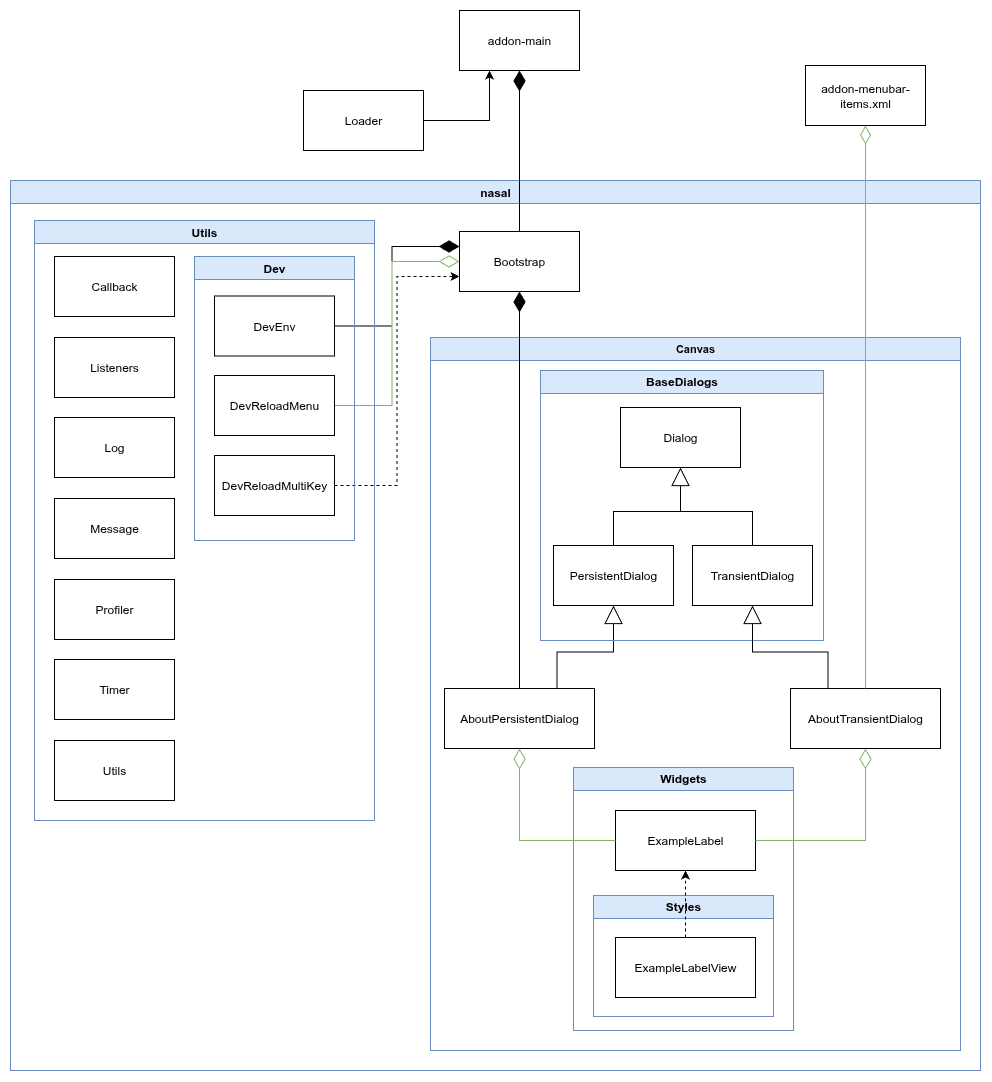 addon-main
addon-menubar-
items.xml
Loader
nasal
Utils
Bootstrap
Callback
Dev
DevEnv
Listeners
Canvas
BaseDialogs
DevReloadMenu
Dialog
Log
DevReloadMultiKey
Message
PersistentDialog
TransientDialog
Profiler
Timer
AboutPersistentDialog
AboutTransientDialog
Utils
Widgets
ExampleLabel
Styles
ExampleLabelView